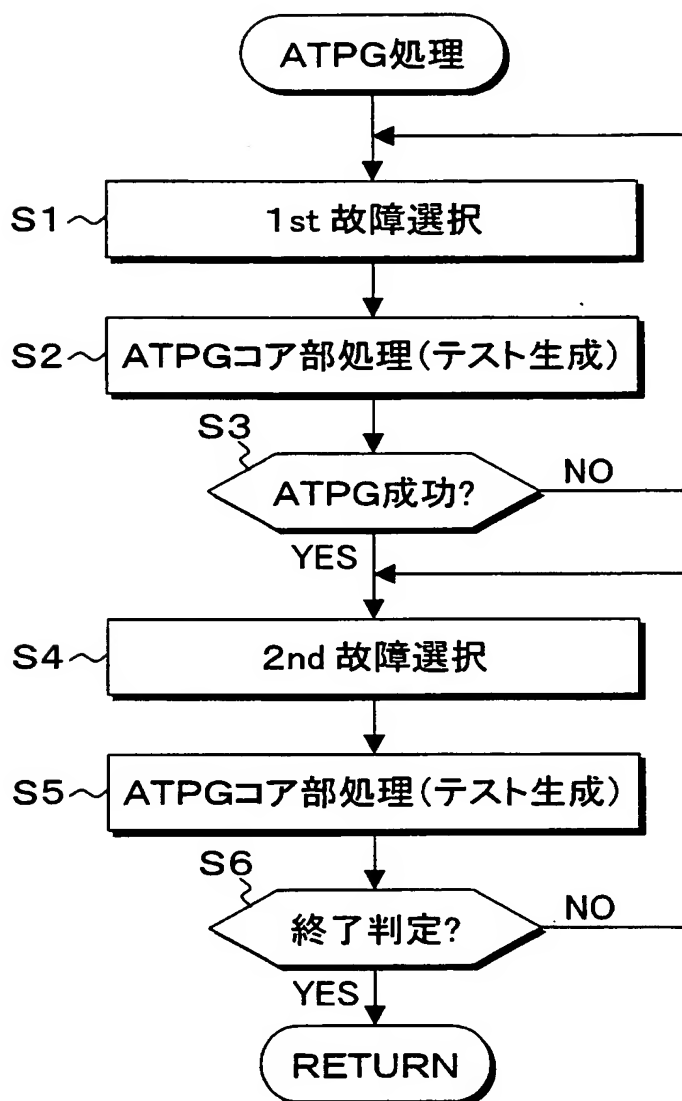 ATPG処理
S1
1st 故障選択
S2
ATPGコア部処理(テスト生成)
S3
ATPG成功?
NO
YES
S4
2nd 故障選択
S5
ATPGコア部処理(テスト生成)
S6
終了判定?
NO
YES
RETURN